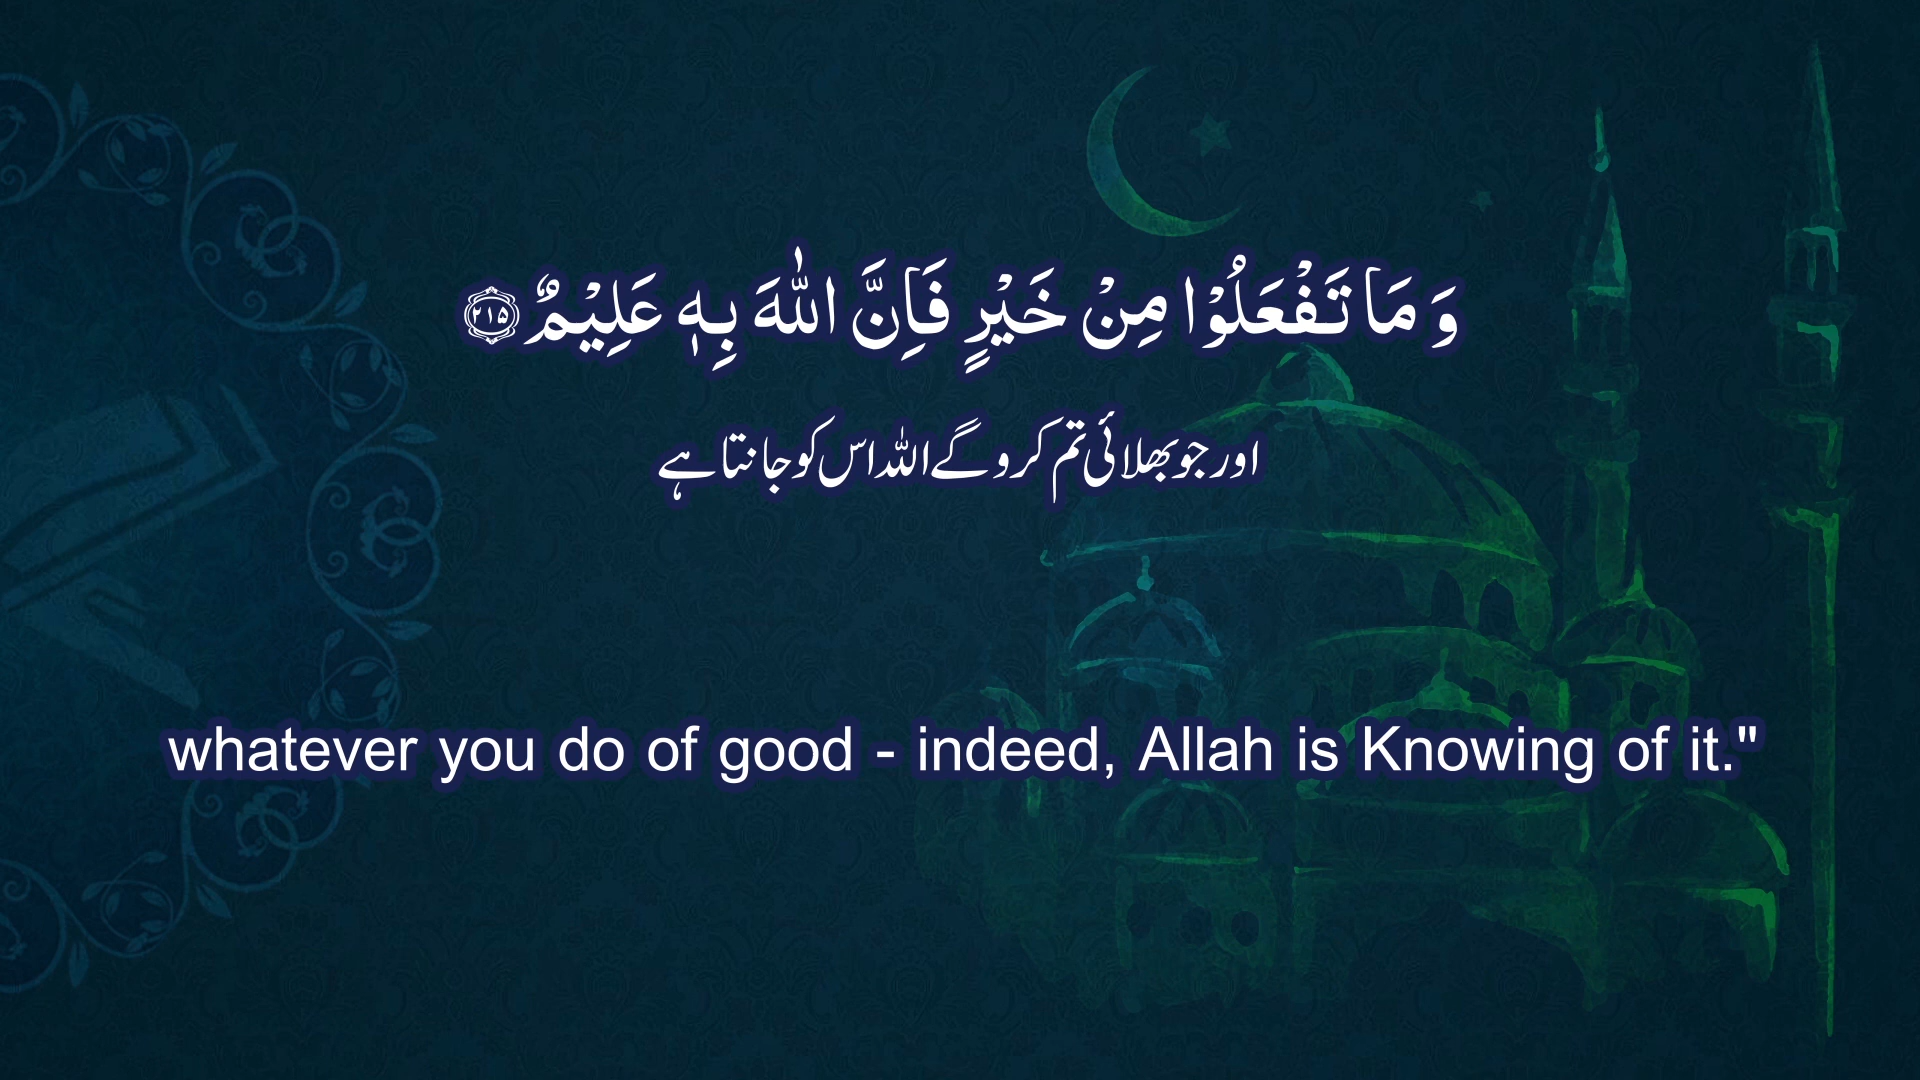 وَ مَا تَفْعَلُوْا مِنْ خَيْرٍ فَاِنَّ اللّٰهَ بِهٖ عَلِيْمٌ ۝۲۱۵
اور جو بھلائی تم کرو گے اللہ اس کو جانتا ہے
whatever you do of good - indeed, Allah is Knowing of it."